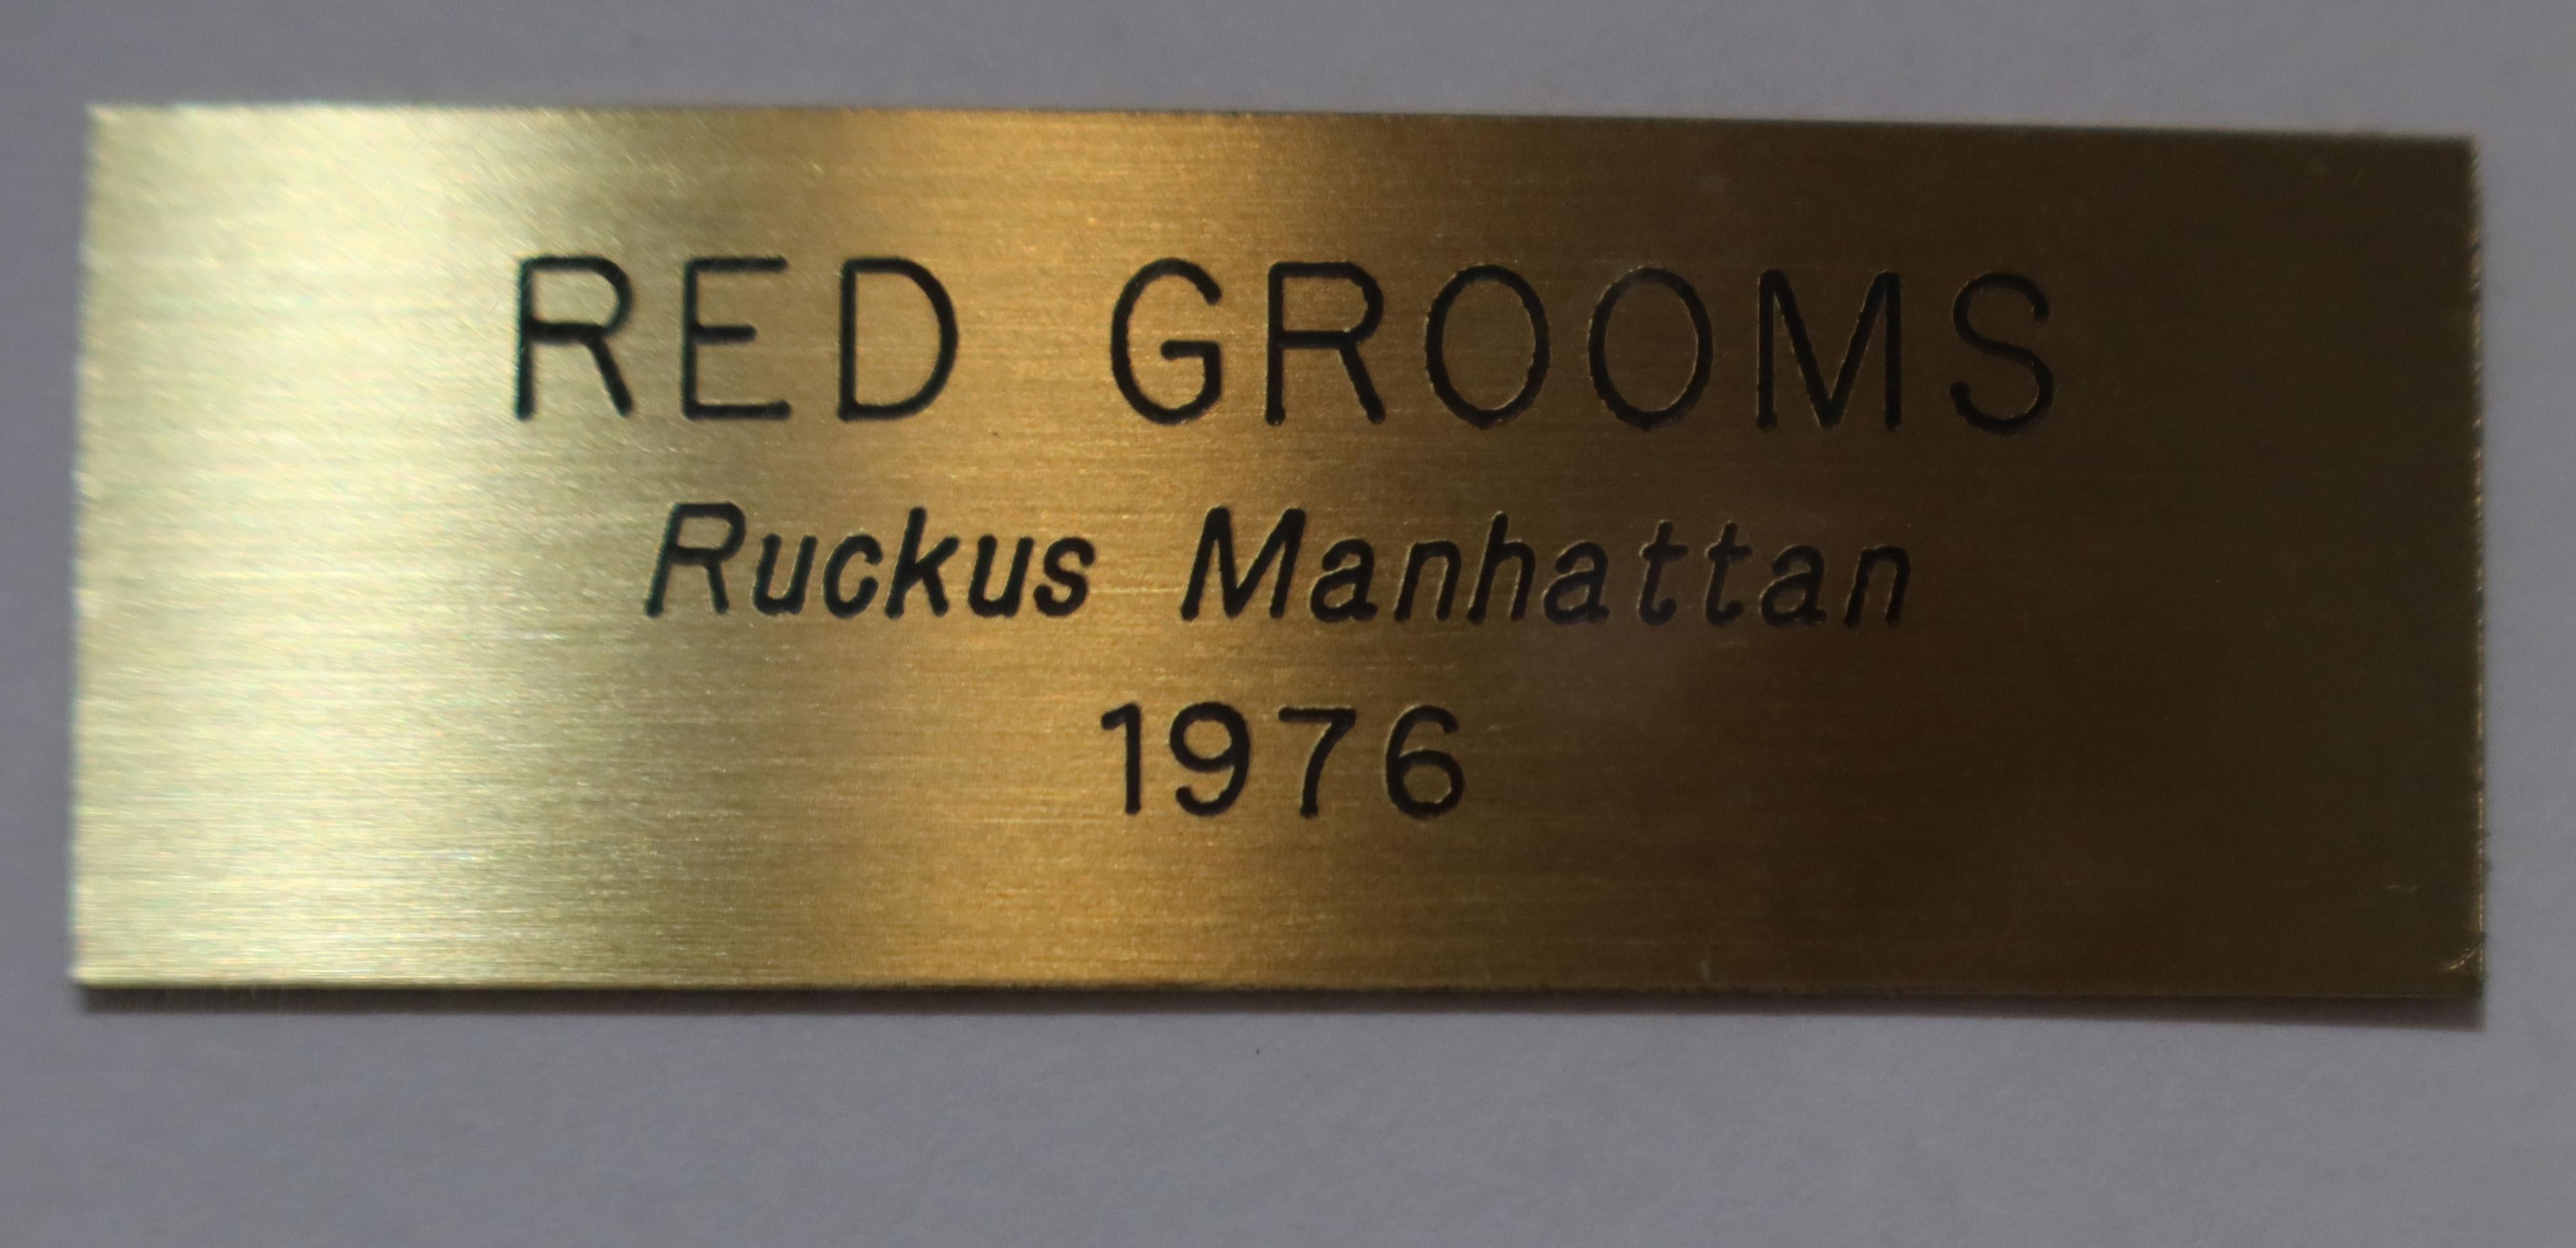 RED GROOMS
Ruckus Manhattan
1976